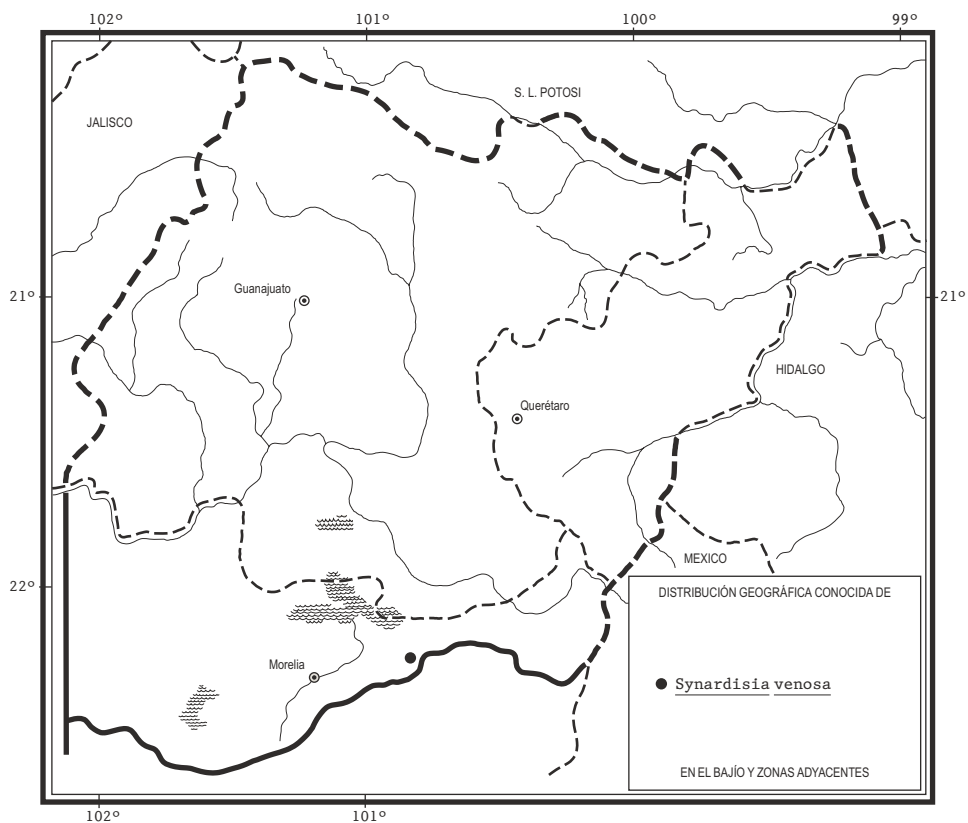 102º 101º 100º 99º
S. L. POTOSI
JALISCO
Guanajuato
21º 21º
HIDALGO
Querétaro
MEXICO
22º
DISTRIBUCIÓN GEOGRÁFICA CONOCIDA DE
Morelia
Synardisia venosa
EN EL BAJÍO Y ZONAS ADYACENTES
102º 101º